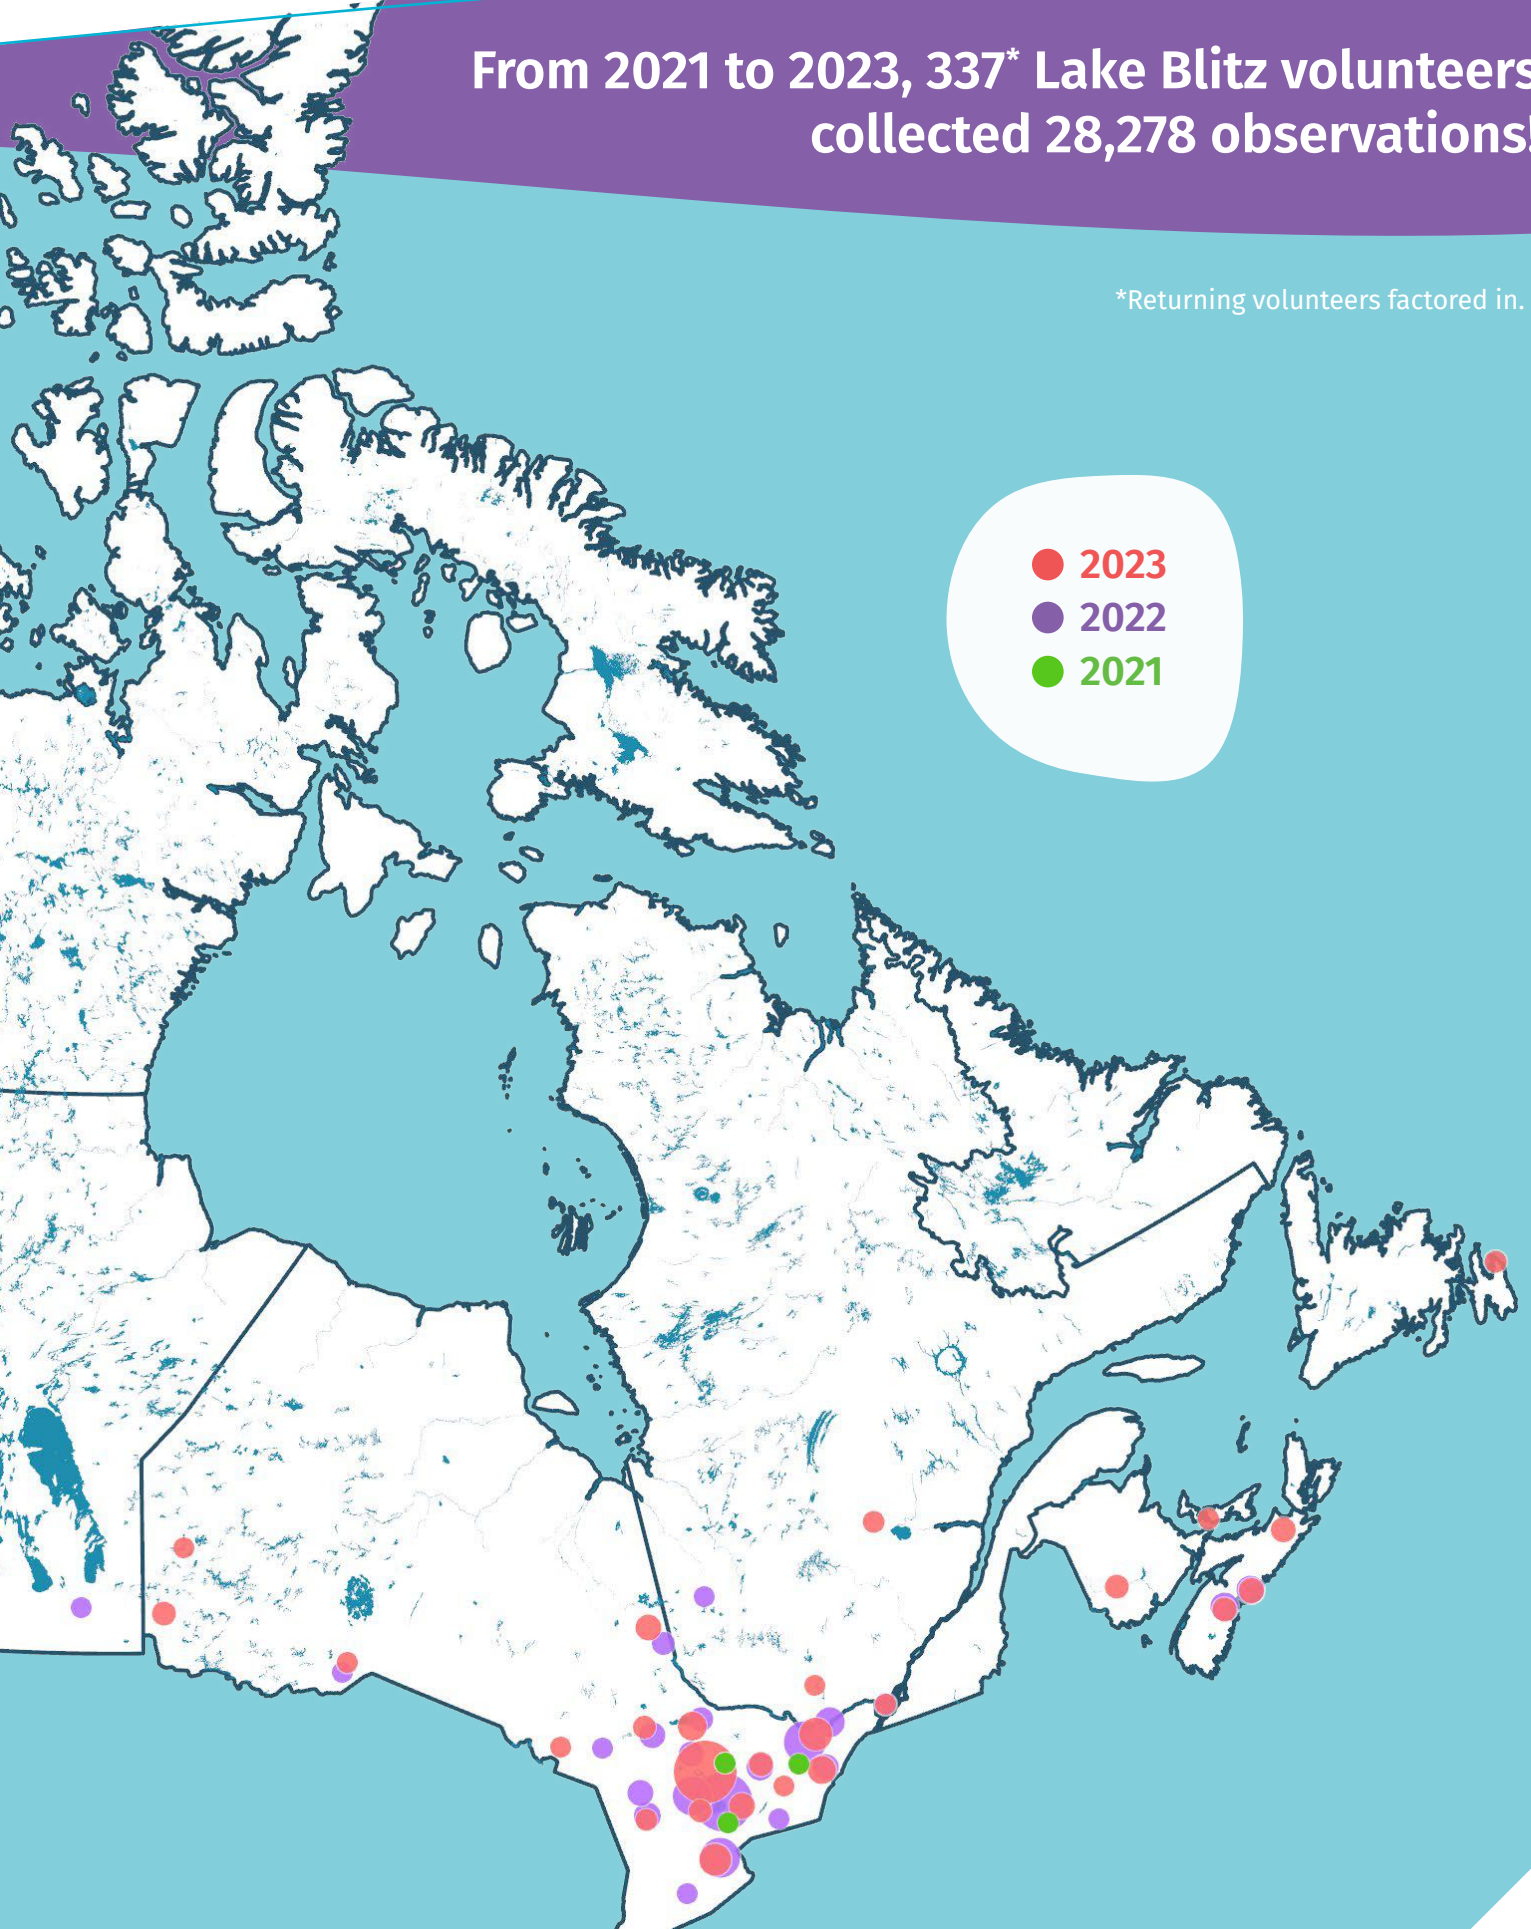 From 2021 to 2023, 337* Lake Blitz volunteers
collected 28,278 observations!
*Returning volunteers factored in.
2023
2022
2021